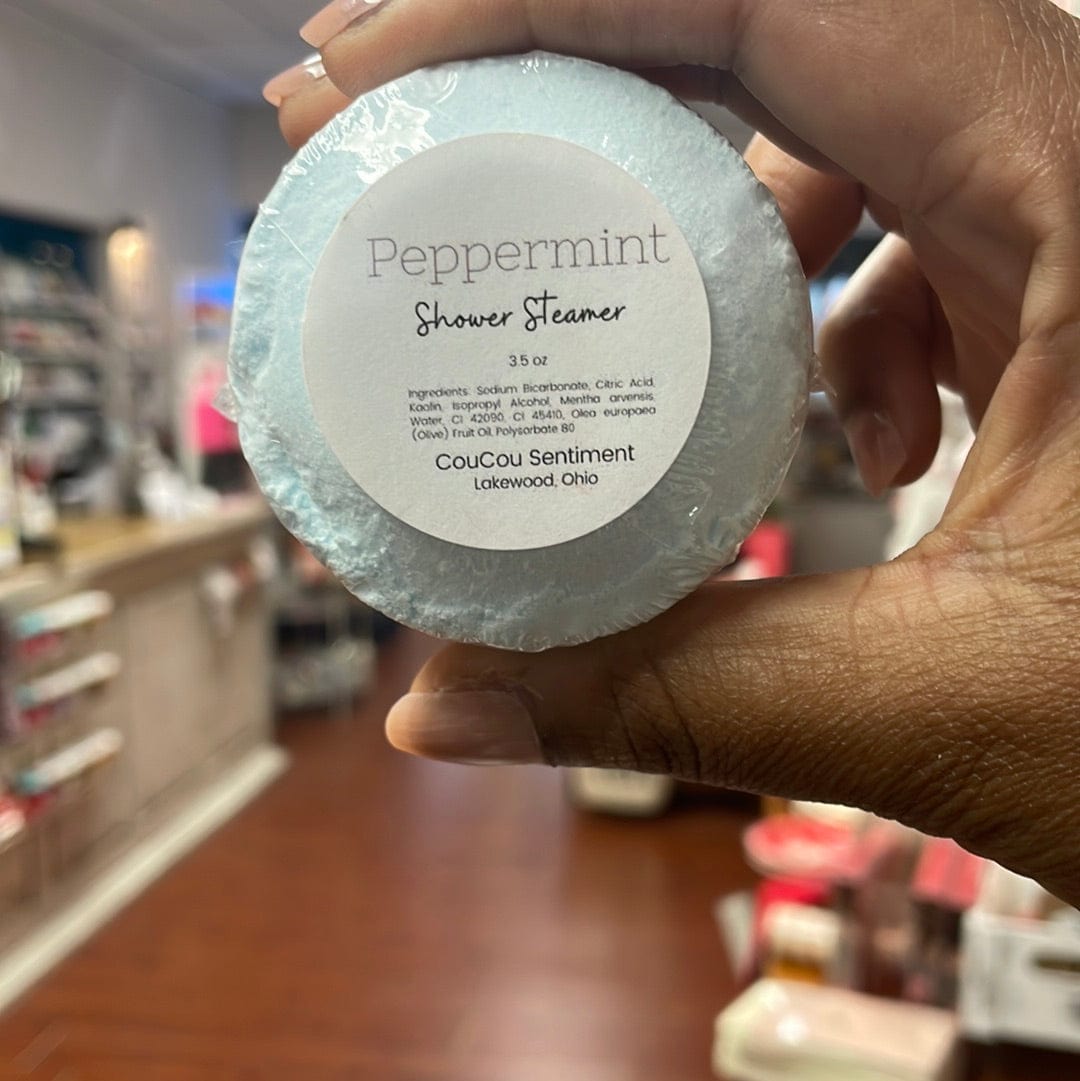 Peppermint
Shower Steamer
3.5 oz
Ingredients: Sodium Bicarbonate, Citric Acid,
Kaolin, Isopropyl Alcohol, Mentha arvensis,
Water, CI 42090, CI 45410, Olea europaea
(Olive) Fruit Oil, Polysorbate 80
CouCou Sentiment
Lakewood, Ohio